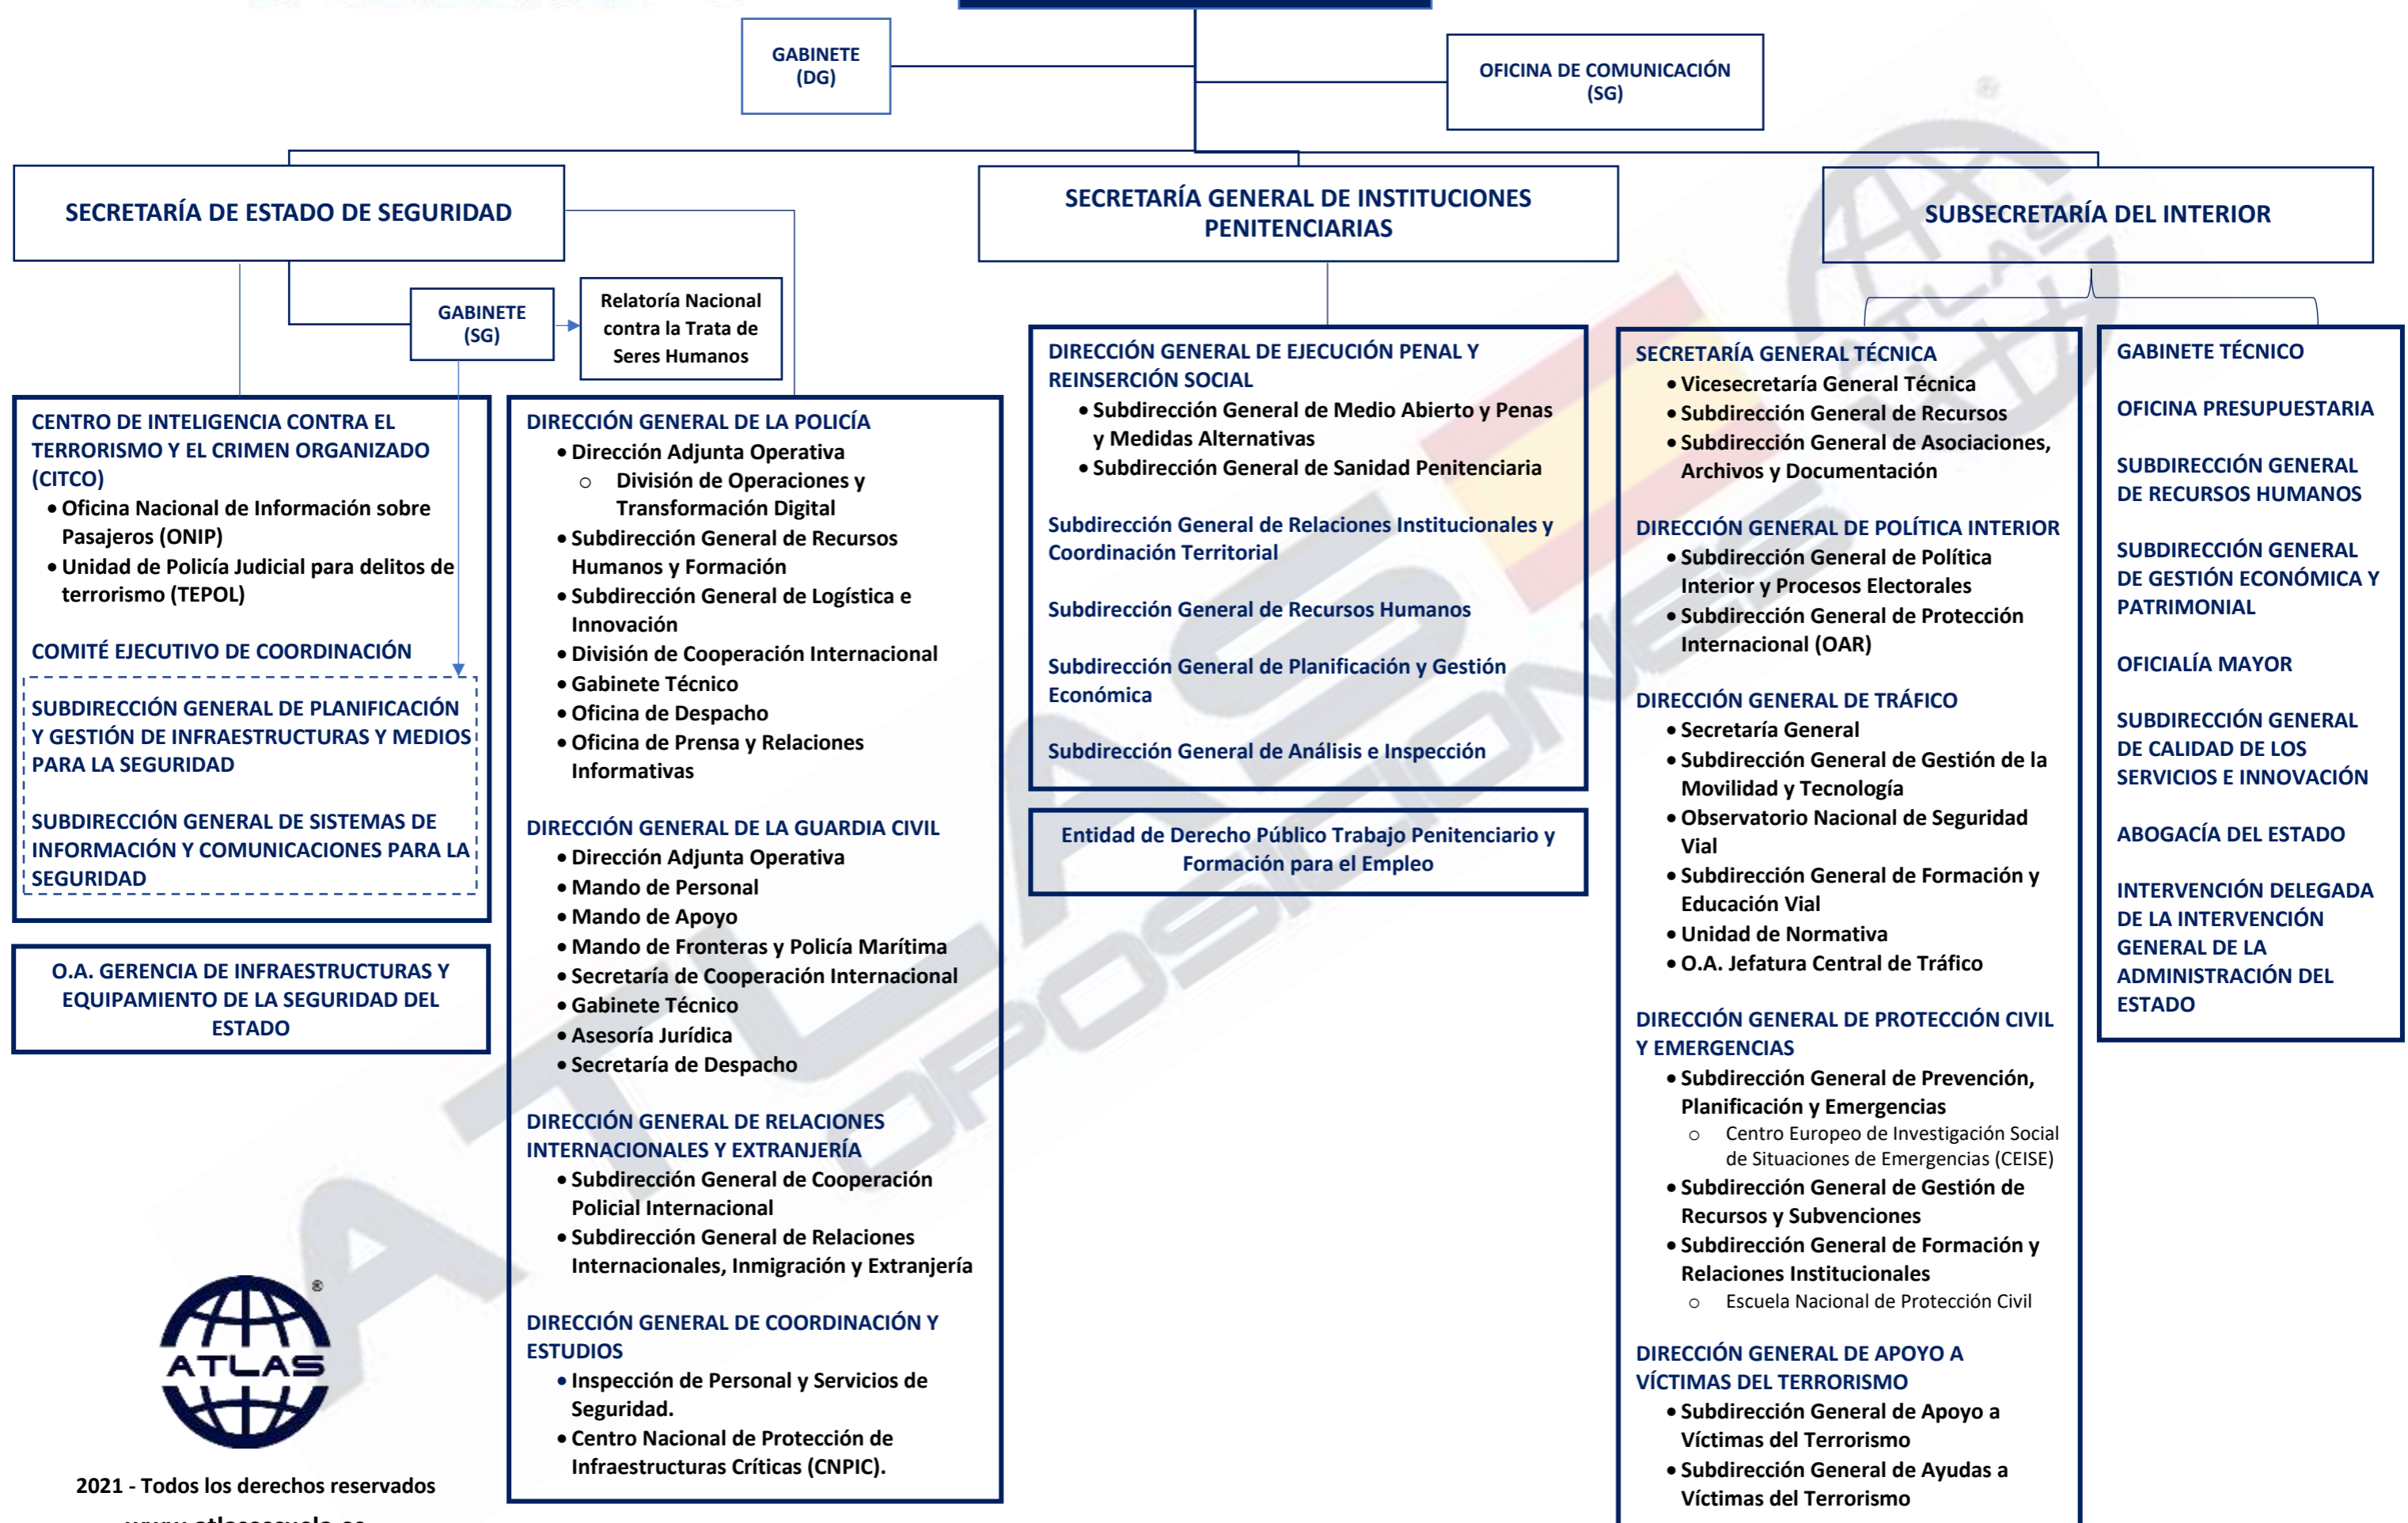 GABINETE
(DG)
OFICINA DE COMUNICACIÓN
(SG)
SECRETARÍA DE ESTADO DE SEGURIDAD
SECRETARÍA GENERAL DE INSTITUCIONES
PENITENCIARIAS
SUBSECRETARÍA DEL INTERIOR
GABINETE
(SG)
Relatoría Nacional
contra la Trata de
Seres Humanos
CENTRO DE INTELIGENCIA CONTRA EL
TERRORISMO Y EL CRIMEN ORGANIZADO
(CITCO)
• Oficina Nacional de Información sobre
Pasajeros (ONIP)
• Unidad de Policía Judicial para delitos de
terrorismo (TEPOL)
COMITÉ EJECUTIVO DE COORDINACIÓN
SUBDIRECCIÓN GENERAL DE PLANIFICACIÓN
Y GESTIÓN DE INFRAESTRUCTURAS Y MEDIOS
PARA LA SEGURIDAD
SUBDIRECCIÓN GENERAL DE SISTEMAS DE
INFORMACIÓN Y COMUNICACIONES PARA LA
SEGURIDAD
O.A. GERENCIA DE INFRAESTRUCTURAS Y
EQUIPAMIENTO DE LA SEGURIDAD DEL
ESTADO
DIRECCIÓN GENERAL DE LA POLICÍA
• Dirección Adjunta Operativa
o División de Operaciones y
Transformación Digital
• Subdirección General de Recursos
Humanos y Formación
• Subdirección General de Logística e
Innovación
• División de Cooperación Internacional
• Gabinete Técnico
• Oficina de Despacho
• Oficina de Prensa y Relaciones
Informativas
DIRECCIÓN GENERAL DE LA GUARDIA CIVIL
• Dirección Adjunta Operativa
• Mando de Personal
• Mando de Apoyo
• Mando de Fronteras y Policía Marítima
• Secretaría de Cooperación Internacional
• Gabinete Técnico
• Asesoría Jurídica
• Secretaría de Despacho
DIRECCIÓN GENERAL DE RELACIONES
INTERNACIONALES Y EXTRANJERÍA
• Subdirección General de Cooperación
Policial Internacional
• Subdirección General de Relaciones
Internacionales, Inmigración y Extranjería
DIRECCIÓN GENERAL DE COORDINACIÓN Y
ESTUDIOS
• Inspección de Personal y Servicios de
Seguridad.
• Centro Nacional de Protección de
Infraestructuras Críticas (CNPIC).
DIRECCIÓN GENERAL DE EJECUCIÓN PENAL Y
REINSERCIÓN SOCIAL
• Subdirección General de Medio Abierto y Penas
y Medidas Alternativas
• Subdirección General de Sanidad Penitenciaria
Subdirección General de Relaciones Institucionales y
Coordinación Territorial
Subdirección General de Recursos Humanos
Subdirección General de Planificación y Gestión
Económica
Subdirección General de Análisis e Inspección
Entidad de Derecho Público Trabajo Penitenciario y
Formación para el Empleo
SECRETARÍA GENERAL TÉCNICA
• Vicesecretaría General Técnica
• Subdirección General de Recursos
• Subdirección General de Asociaciones,
Archivos y Documentación
DIRECCIÓN GENERAL DE POLÍTICA INTERIOR
• Subdirección General de Política
Interior y Procesos Electorales
• Subdirección General de Protección
Internacional (OAR)
DIRECCIÓN GENERAL DE TRÁFICO
• Secretaría General
• Subdirección General de Gestión de la
Movilidad y Tecnología
• Observatorio Nacional de Seguridad
Vial
• Subdirección General de Formación y
Educación Vial
• Unidad de Normativa
• O.A. Jefatura Central de Tráfico
DIRECCIÓN GENERAL DE PROTECCIÓN CIVIL
Y EMERGENCIAS
• Subdirección General de Prevención,
Planificación y Emergencias
o Centro Europeo de Investigación Social
de Situaciones de Emergencias (CEISE)
• Subdirección General de Gestión de
Recursos y Subvenciones
• Subdirección General de Formación y
Relaciones Institucionales
o Escuela Nacional de Protección Civil
DIRECCIÓN GENERAL DE APOYO A
VÍCTIMAS DEL TERRORISMO
• Subdirección General de Apoyo a
Víctimas del Terrorismo
• Subdirección General de Ayudas a
Víctimas del Terrorismo
GABINETE TÉCNICO
OFICINA PRESUPUESTARIA
SUBDIRECCIÓN GENERAL
DE RECURSOS HUMANOS
SUBDIRECCIÓN GENERAL
DE GESTIÓN ECONÓMICA Y
PATRIMONIAL
OFICIALÍA MAYOR
SUBDIRECCIÓN GENERAL
DE CALIDAD DE LOS
SERVICIOS E INNOVACIÓN
ABOGACÍA DEL ESTADO
INTERVENCIÓN DELEGADA
DE LA INTERVENCIÓN
GENERAL DE LA
ADMINISTRACIÓN DEL
ESTADO
ATLAS
OPOSICIONES
ATLAS
®
ATLAS
®
2021 - Todos los derechos reservados